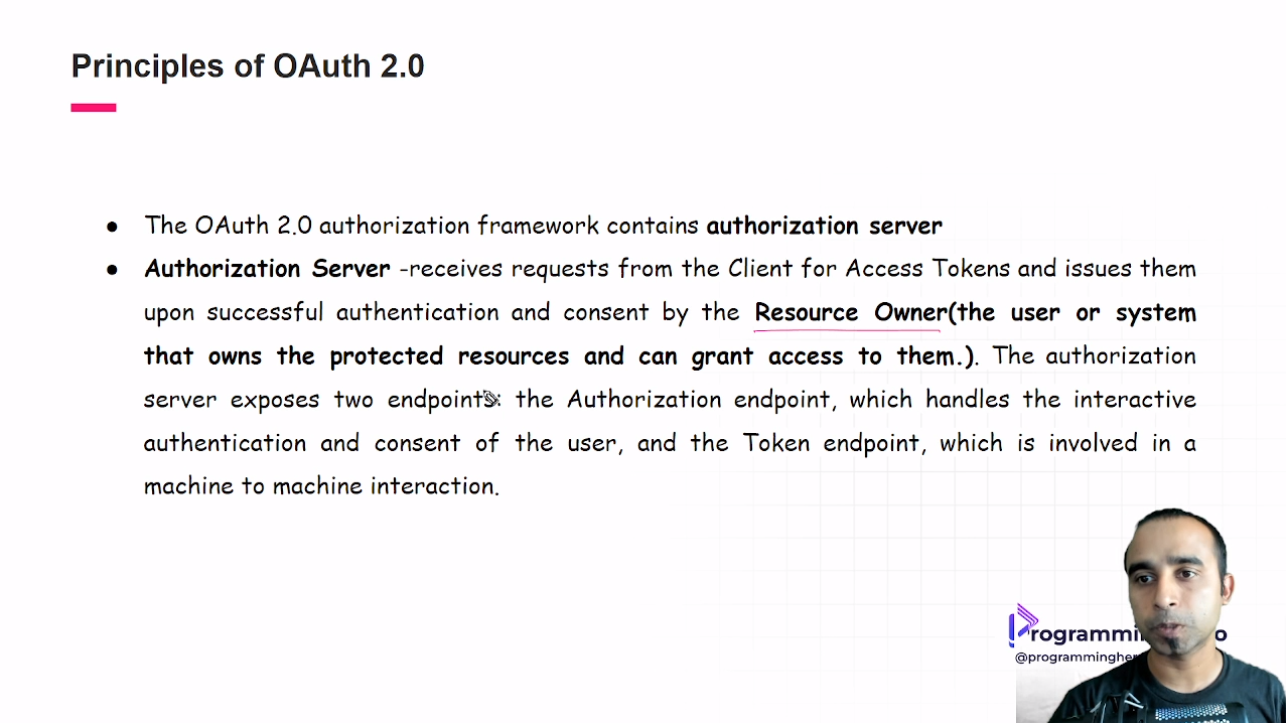 Principles of OAuth 2.0
● The OAuth 2.0 authorization framework contains authorization server
● Authorization Server -receives requests from the Client for Access Tokens and issues them
upon successful authentication and consent by the Resource Owner(the user or system
that owns the protected resources and can grant access to them.). The authorization
server exposes two endpoints: the Authorization endpoint, which handles the interactive
authentication and consent of the user, and the Token endpoint, which is involved in a
machine to machine interaction.